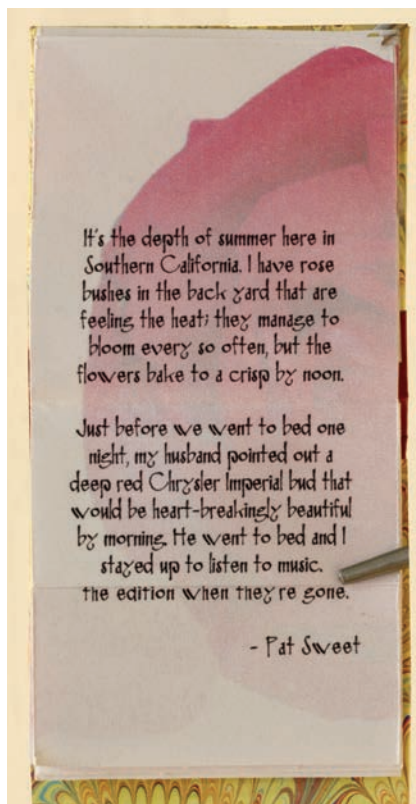 It's the depth of summer here in
Southern California. I have rose
bushes in the back yard that are
feeling the heat; they manage to
bloom every so often, but the
flowers bake to a crisp by noon.
Just before we went to bed one
night, my husband pointed out a
deep red Chrysler Imperial bud that
would be heart-breakingly beautiful
by morning. He went to bed and I
stayed up to listen to music.
the edition when they're gone.
- Pat Sweet